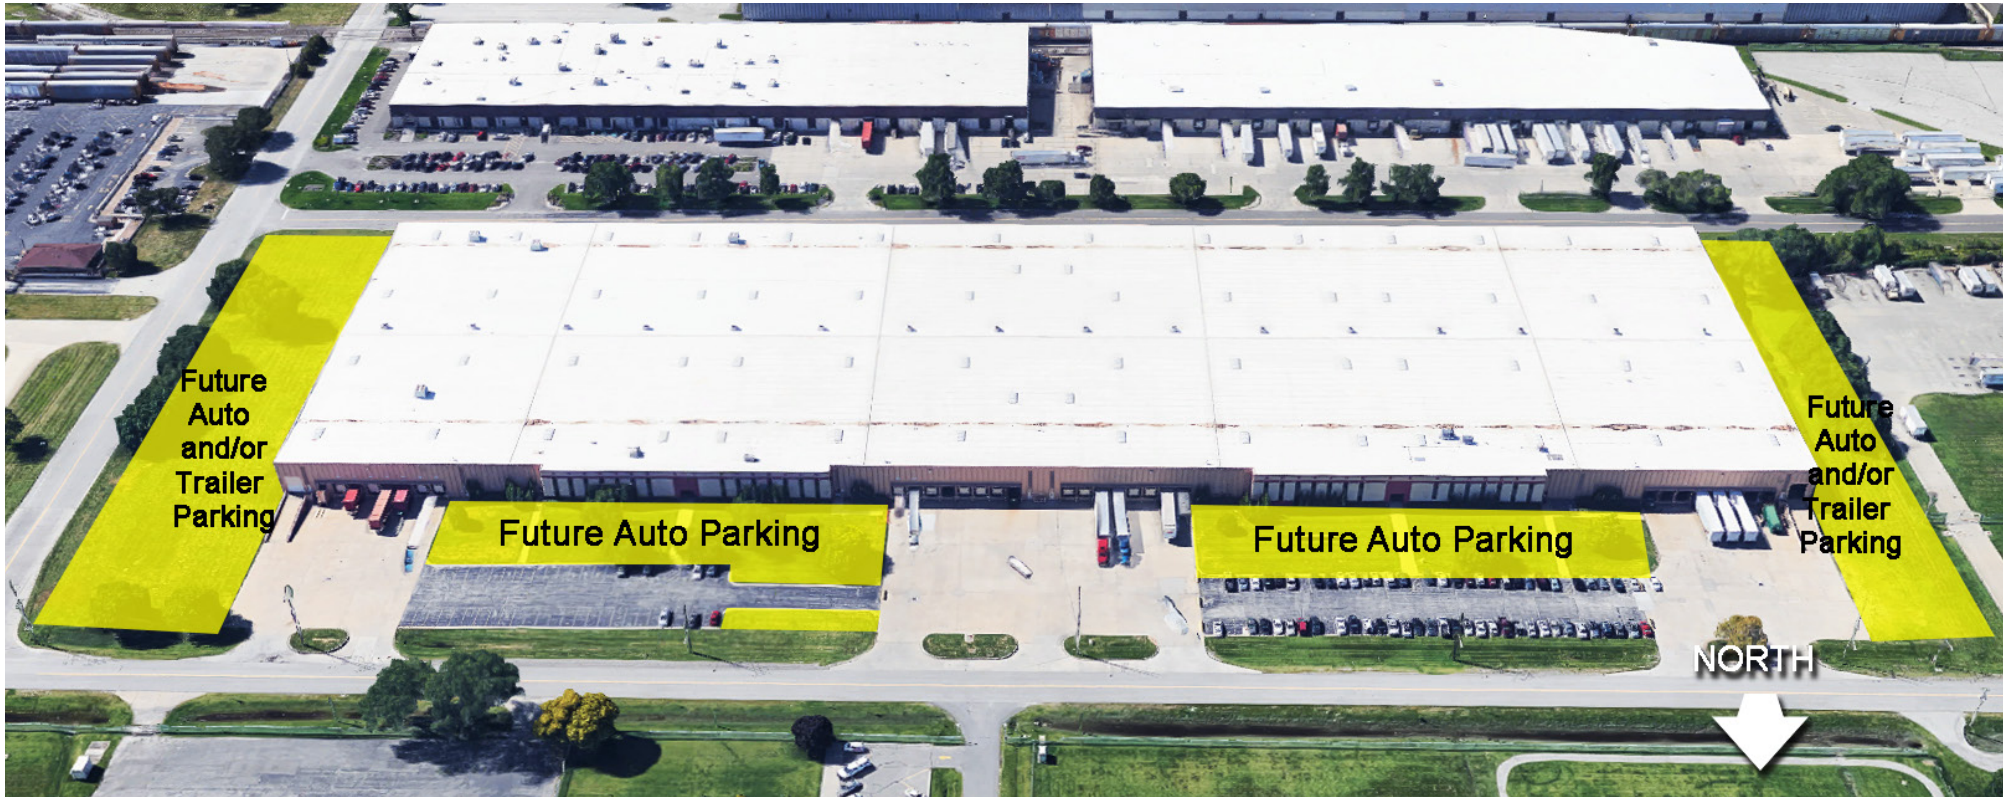 Future
Auto
and/or
Trailer
Parking
Future Auto Parking
Future Auto Parking
Future
Auto
and/or
Trailer
Parking
NORTH